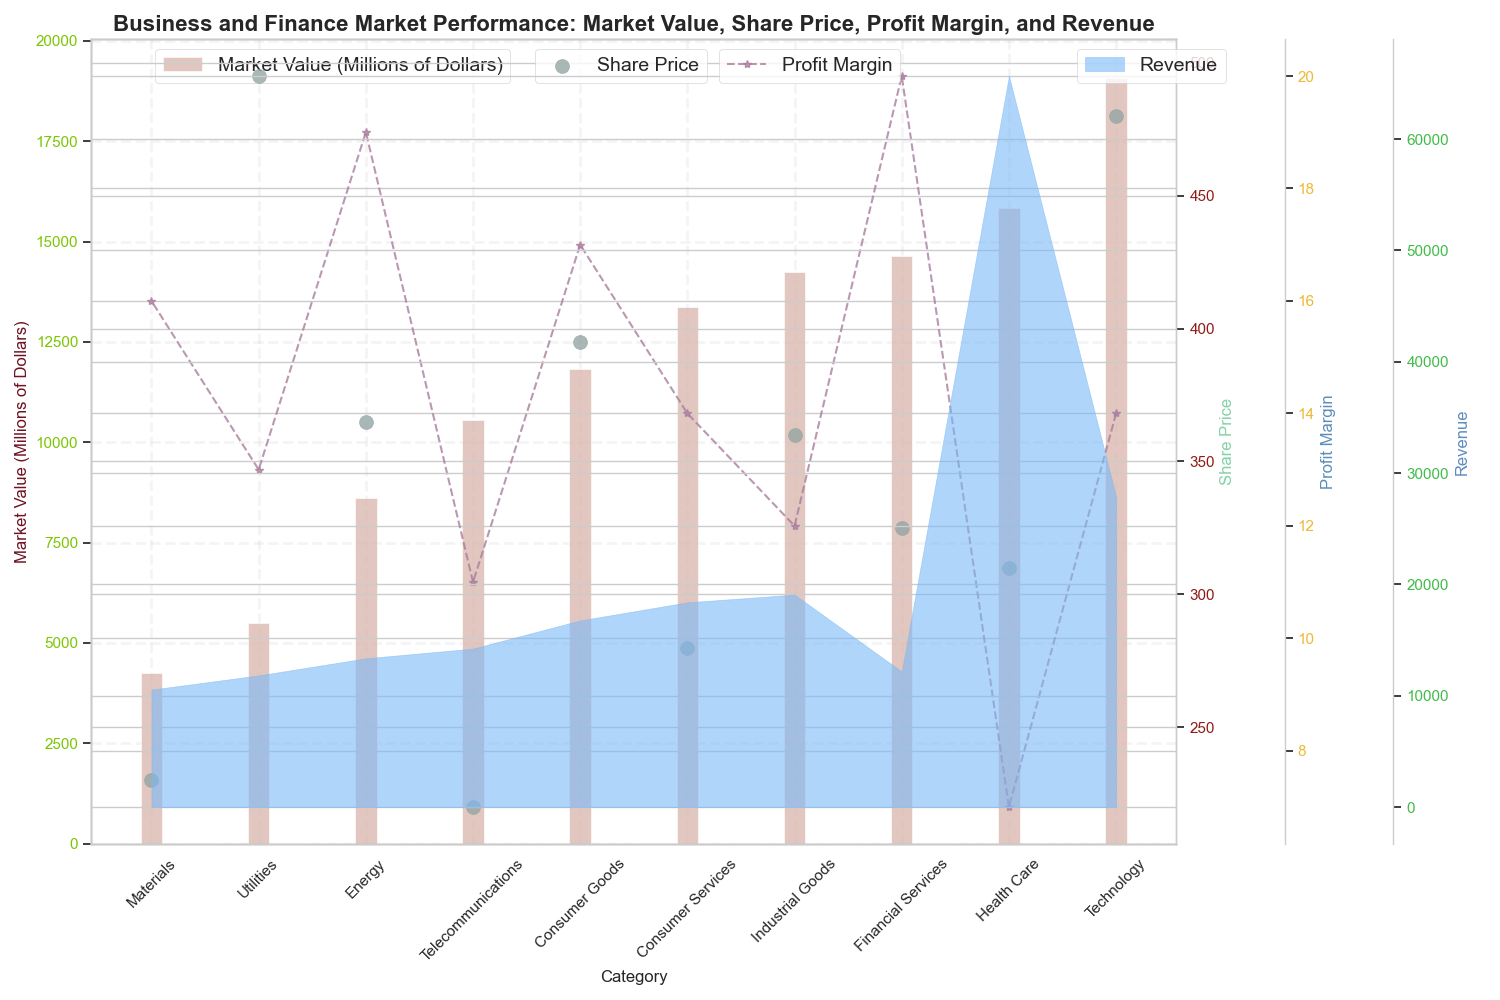 Business and Finance Market Performance: Market Value, Share Price, Profit Margin, and Revenue
Market Value (Millions of Dollars)
Share Price
Profit Margin
Revenue
Market Value (Millions of Dollars)
20000
17500
15000
12500
10000
7500
5000
2500
0
450
400
350
300
250
Share Price
20
18
16
14
12
10
8
Profit Margin
60000
50000
40000
30000
20000
10000
0
Revenue
Materials
Utilities
Energy
Telecommunications
Consumer Goods
Consumer Services
Industrial Goods
Financial Services
Health Care
Technology
Category